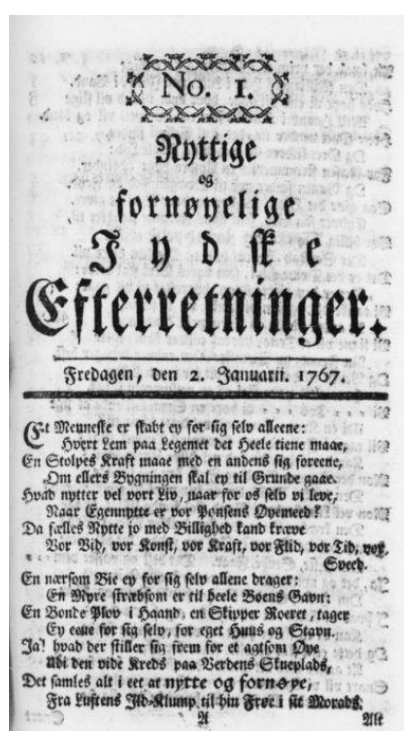 No. 1.
Nyttige
og
fornøyelige
Jydske
Efterretninger.
Fredagen, den 2. Januarii. 1767.
Et Menneske er skabt ey for sig selv alleene:
Hvert Lem paa Legemet det Heele tiene maae,
En Stolpes Kraft maae med en andens sig foreene,
Om ellers Bygningen skal ey til Grunde gaae.
Hvad nytter vel vort Liv, naar for os selv vi leve,
Naar Egennytte er vor Ponsens Øyemeed?
Da fælles Nytte jo med Billighed kand kræve
Vor Vid, vor Konst, vor Kraft, vor Flid, vor Tid, vor
Sveed.
En nærsom Bie ey for sig selv allene drager:
En Myre stræbsom er til heele Boens Gavn:
En Bonde Plov i Haand, en Skipper Roeret, tager
Ey eene for sig selv, for eget Huus og Stavn.
Ja! hvad der stiller sig frem for et agtsom Øye
Udi den vide Kreds paa Verdens Skueplads,
Det samles alt i eet at nytte og fornøye,
Fra Luftens Ild-Klump til hin Frøe i sit Morads.
A
Alt